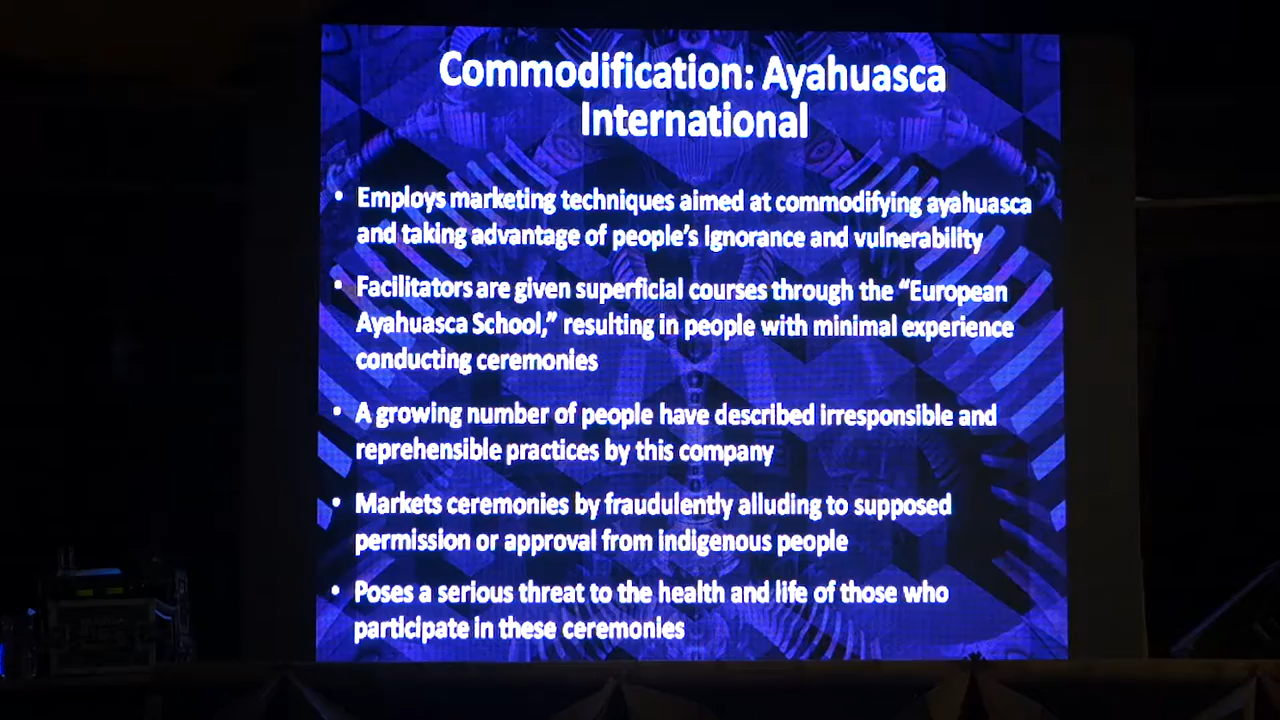 Commodification: Ayahuasca
International
• Employs marketing techniques aimed at commodifying ayahuasca
and taking advantage of people's ignorance and vulnerability
• Facilitators are given superficial courses through the “European
Ayahuasca School,” resulting in people with minimal experience
conducting ceremonies
• A growing number of people have described irresponsible and
reprehensible practices by this company
• Markets ceremonies by fraudulently alluding to supposed
permission or approval from indigenous people
• Poses a serious threat to the health and life of those who
participate in these ceremonies